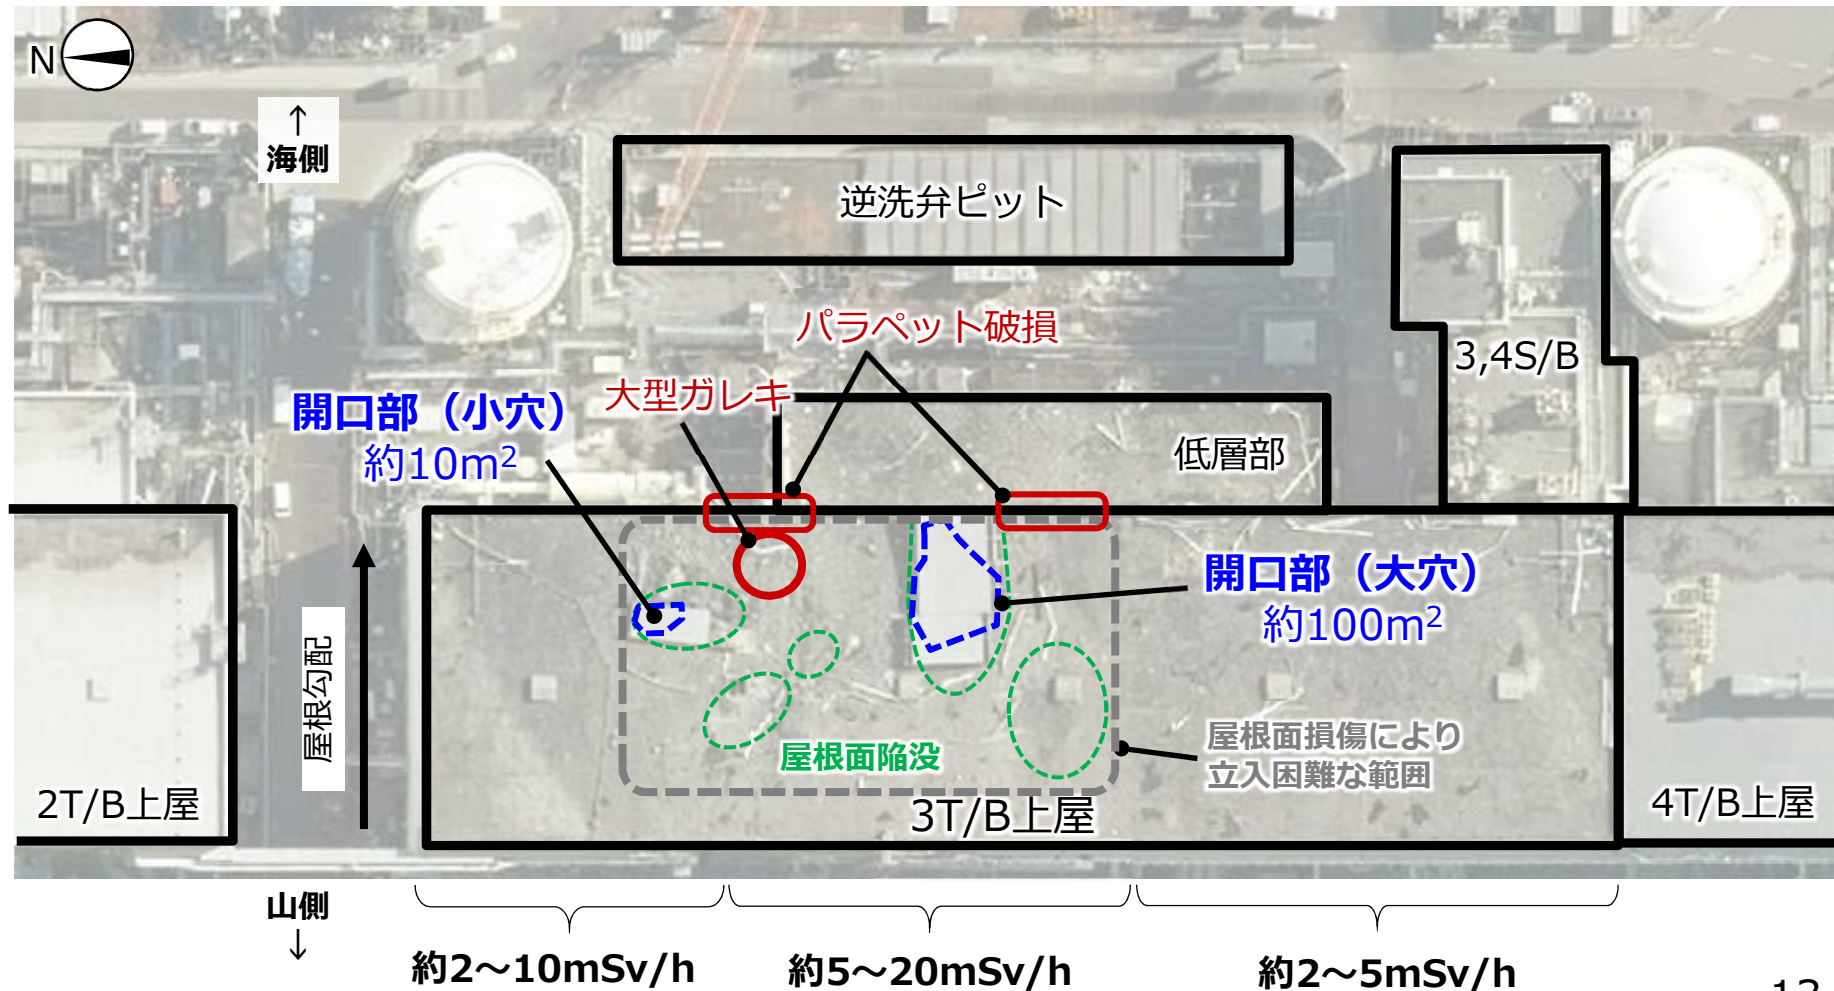 N
↑
海側
逆洗弁ピット
パラペット破損
3,4S/B
大型ガレキ
開口部（小穴）
約10m²
低層部
開口部（大穴）
約100m²
屋根勾配
屋根面陥没
屋根面損傷により
立入困難な範囲
2T/B上屋
3T/B上屋
4T/B上屋
山側
↓
約2～10mSv/h
約5～20mSv/h
約2～5mSv/h